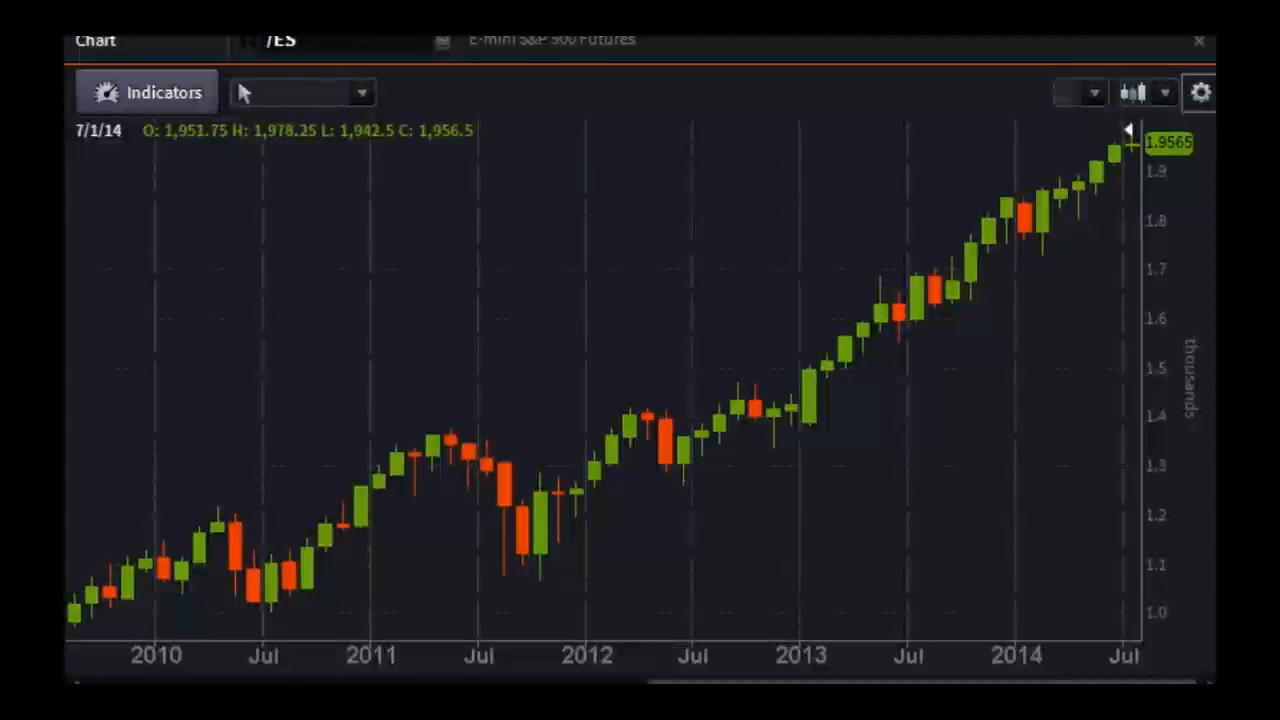 Chart /ES E-mini S&P 500 Futures
Indicators
7/1/14 O: 1,951.75 H: 1,978.25 L: 1,942.5 C: 1,956.5
1.9565
1.9
1.8
1.7
1.6
1.5
1.4
1.3
1.2
1.1
1.0
thousands
2010 Jul 2011 Jul 2012 Jul 2013 Jul 2014 Jul